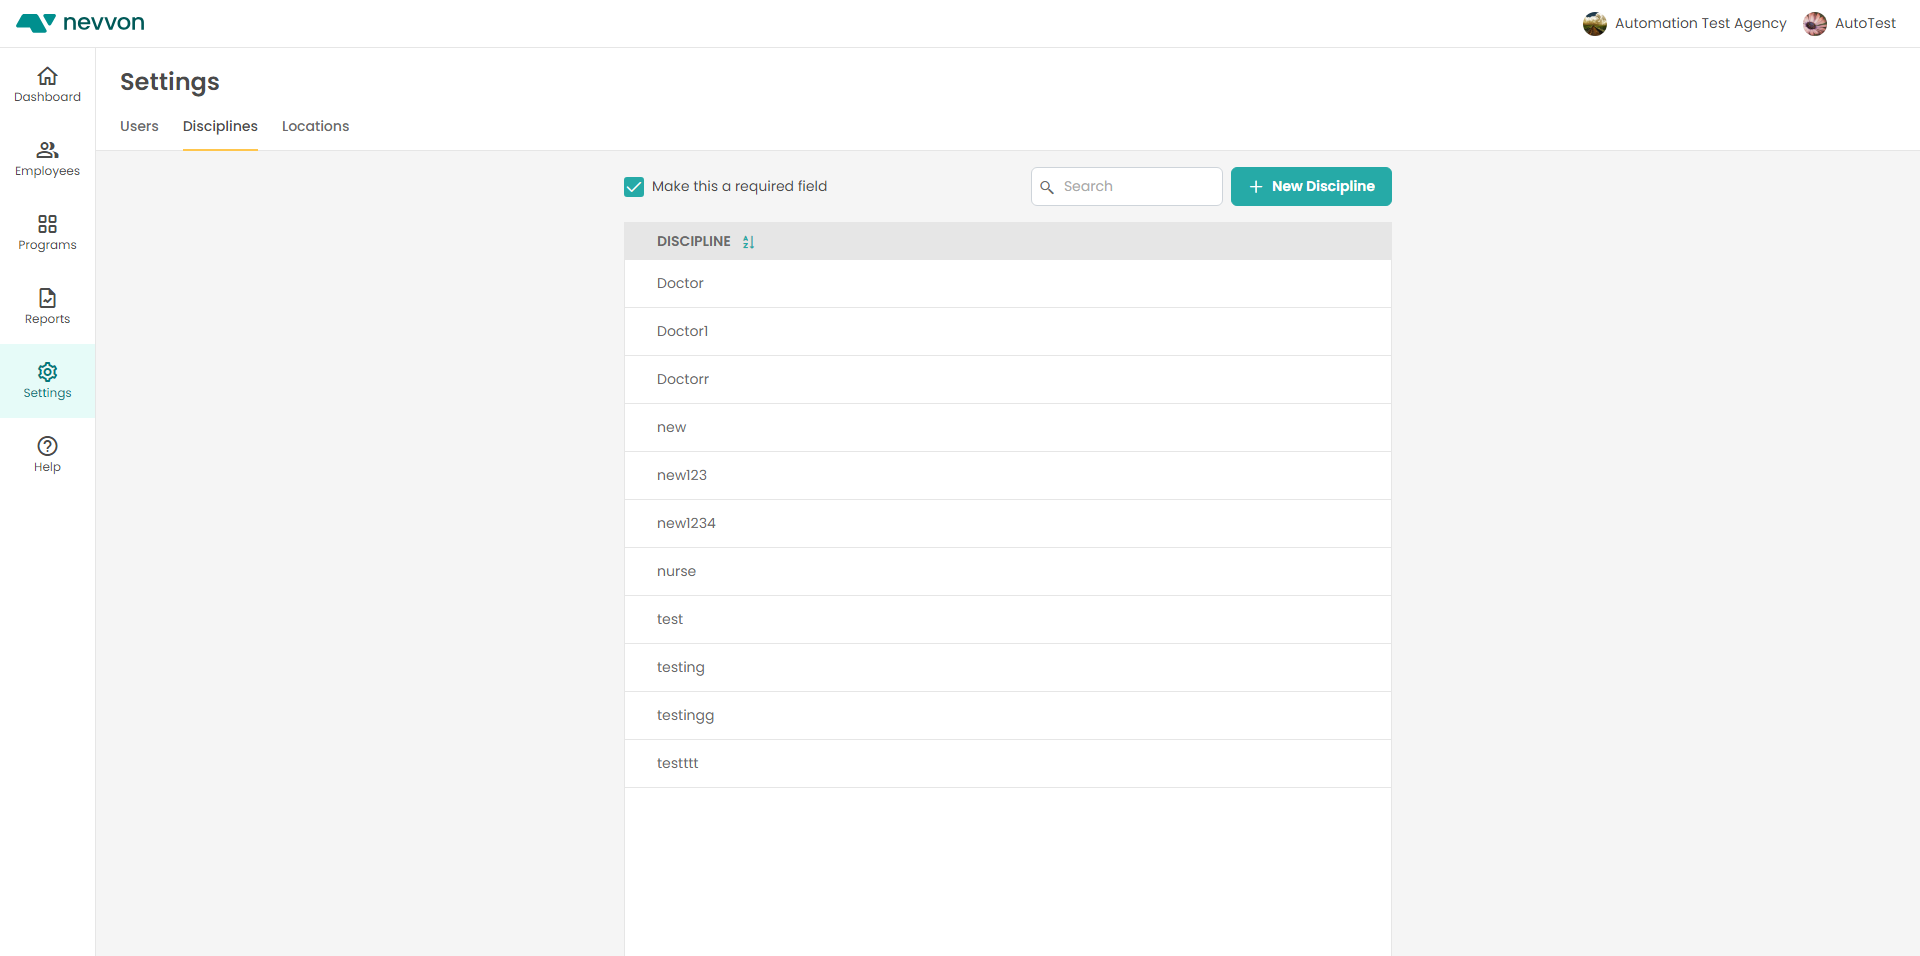 nevvon
Automation Test Agency
AutoTest
Dashboard
Employees
Programs
Reports
Settings
Help
Settings
Users
Disciplines
Locations
Make this a required field
Search
New Discipline
DISCIPLINE
Doctor
Doctor1
Doctorr
new
new123
new1234
nurse
test
testing
testingg
testttt